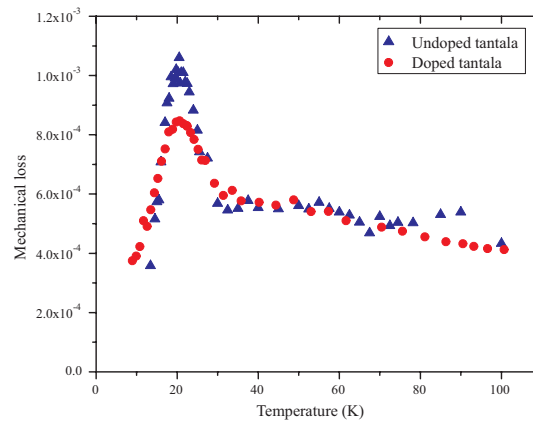 1.2x10⁻³
1.0x10⁻³
8.0x10⁻⁴
6.0x10⁻⁴
4.0x10⁻⁴
2.0x10⁻⁴
0.0
Mechanical loss
Undoped tantala
Doped tantala
0 20 40 60 80 100
Temperature (K)